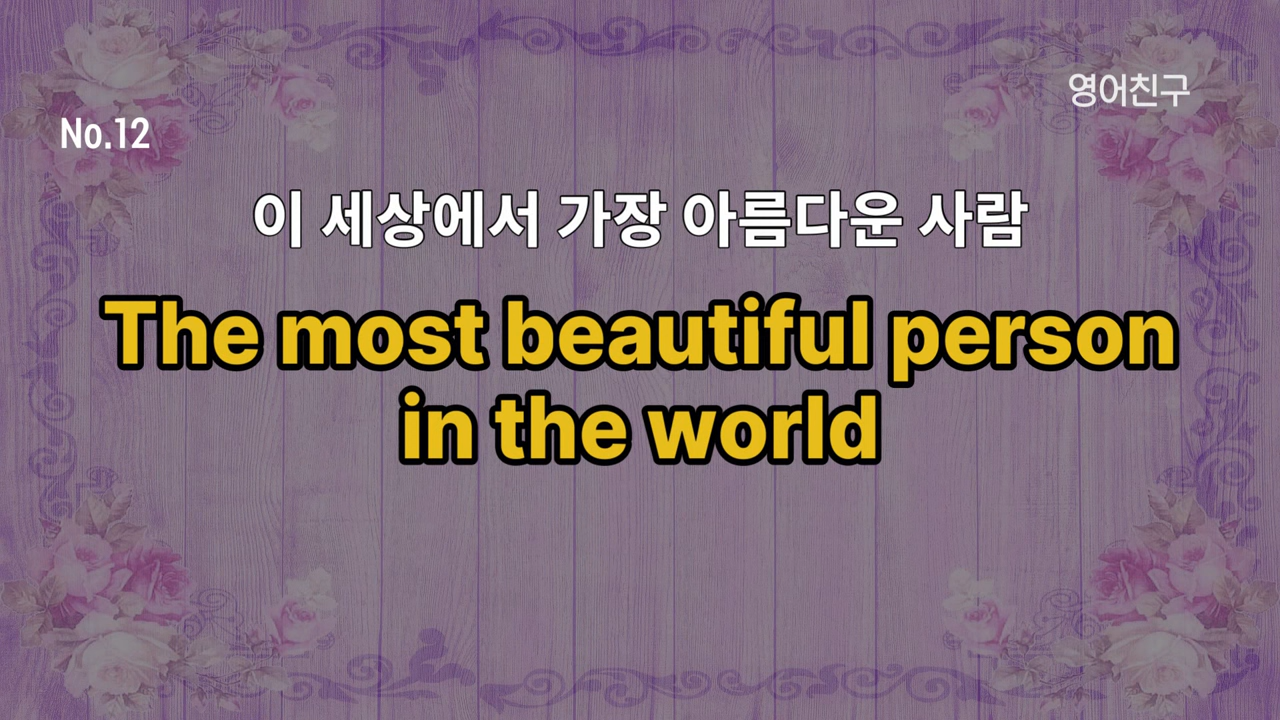 영어친구
No.12
이 세상에서 가장 아름다운 사람
The most beautiful person
in the world